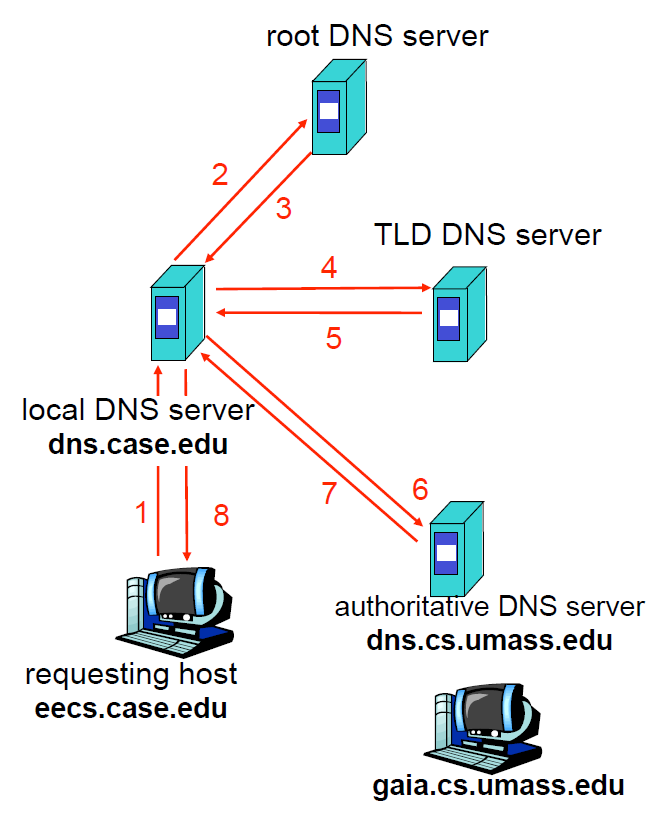 root DNS server
2
3
TLD DNS server
4
5
local DNS server
dns.case.edu
6
7
1
8
authoritative DNS server
dns.cs.umass.edu
requesting host
eecs.case.edu
gaia.cs.umass.edu